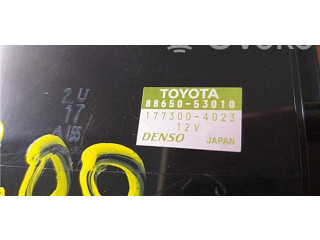 2U
17
TOYOTA
88650-53010
177300-4023
12V
DENSO JAPAN